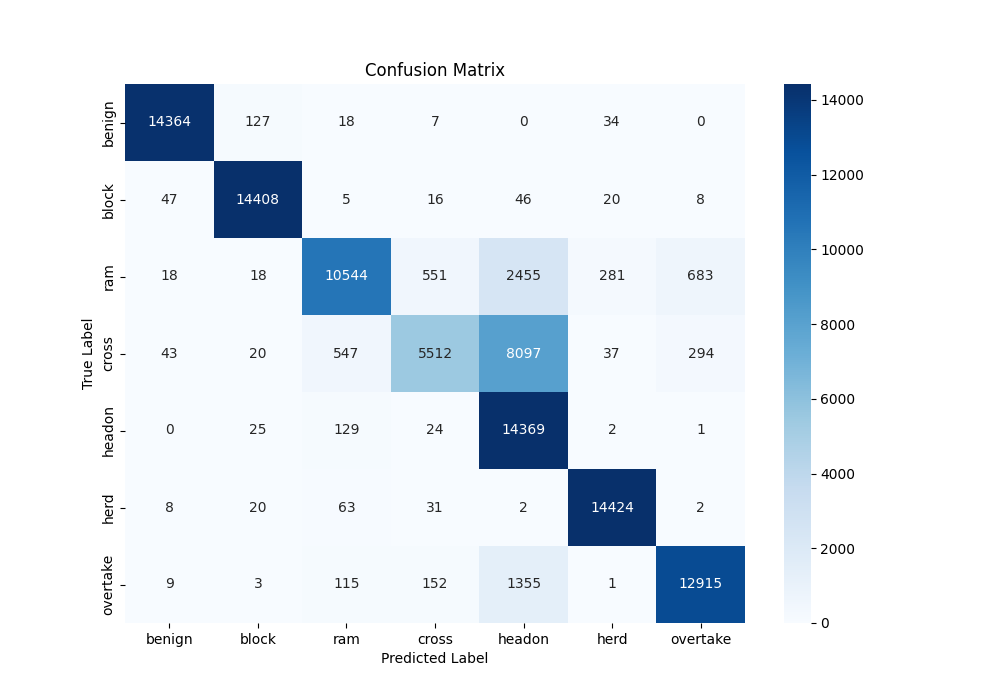 Confusion Matrix
benign 14364 127 18 7 0 34 0
block 47 14408 5 16 46 20 8
ram 18 18 10544 551 2455 281 683
cross 43 20 547 5512 8097 37 294
headon 0 25 129 24 14369 2 1
herd 8 20 63 31 2 14424 2
overtake 9 3 115 152 1355 1 12915
benign block ram cross headon herd overtake
Predicted Label
True Label
14000
12000
10000
8000
6000
4000
2000
0